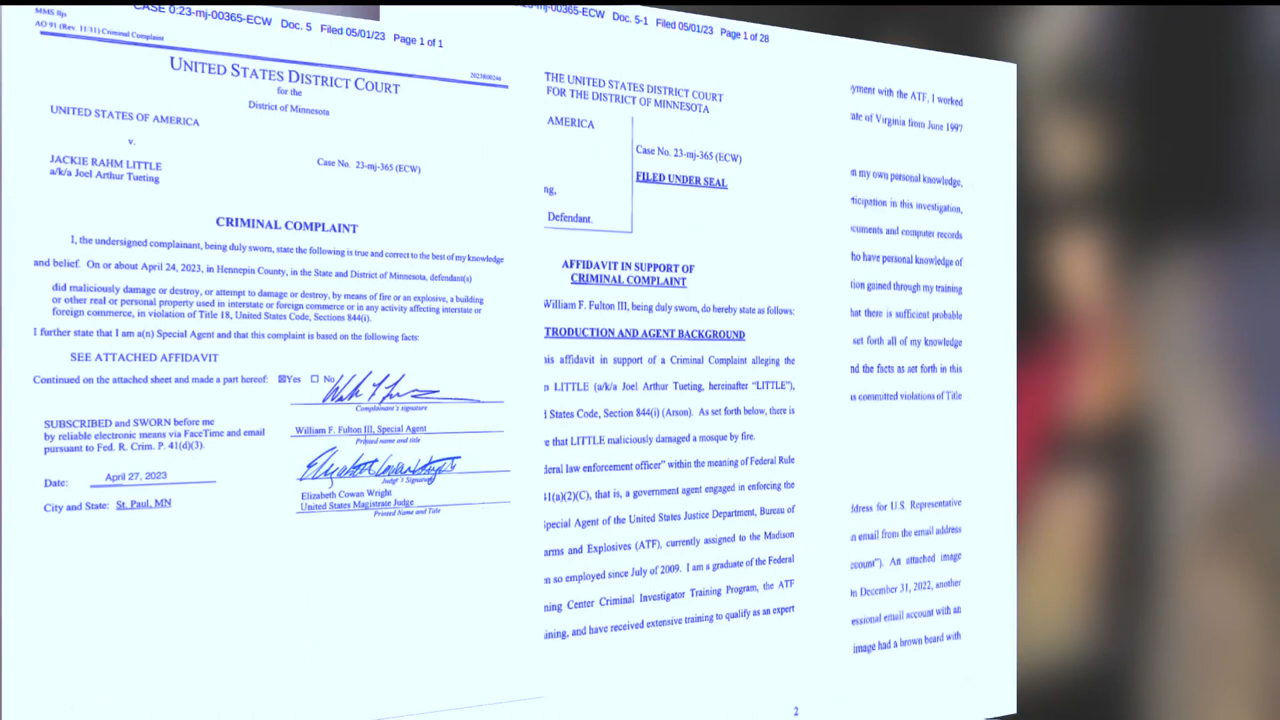 MMS 8js
AO 91 (Rev. 11/11) Criminal Complaint
CASE 0:23-mj-00365-ECW Doc. 5 Filed 05/01/23 Page 1 of 1
UNITED STATES DISTRICT COURT
for the
District of Minnesota
UNITED STATES OF AMERICA
v.
JACKIE RAHM LITTLE
a/k/a Joel Arthur Tueting
Case No. 23-mj-365 (ECW)
CRIMINAL COMPLAINT
I, the undersigned complainant, being duly sworn, state the following is true and correct to the best of my knowledge
and belief. On or about April 24, 2023, in Hennepin County, in the State and District of Minnesota, defendant(s)
did maliciously damage or destroy, or attempt to damage or destroy, by means of fire or an explosive, a building
or other real or personal property used in interstate or foreign commerce or in any activity affecting interstate or
foreign commerce, in violation of Title 18, United States Code, Sections 844(i).
I further state that I am a(n) Special Agent and that this complaint is based on the following facts:
SEE ATTACHED AFFIDAVIT
Continued on the attached sheet and made a part hereof: ☒Yes ☐ No
Complainant's signature
William F. Fulton III, Special Agent
Printed name and title
SUBSCRIBED and SWORN before me
by reliable electronic means via FaceTime and email
pursuant to Fed. R. Crim. P. 41(d)(3).
Judge's Signature
Date: April 27, 2023
Elizabeth Cowan Wright
United States Magistrate Judge
Printed Name and Title
City and State: St. Paul, MN
-mj-00365-ECW Doc. 5-1 Filed 05/01/23 Page 1 of 28
THE UNITED STATES DISTRICT COURT
FOR THE DISTRICT OF MINNESOTA
AMERICA
Case No. 23-mj-365 (ECW)
FILED UNDER SEAL
ng,
Defendant.
AFFIDAVIT IN SUPPORT OF
CRIMINAL COMPLAINT
William F. Fulton III, being duly sworn, do hereby state as follows:
TRODUCTION AND AGENT BACKGROUND
his affidavit in support of a Criminal Complaint alleging the
n LITTLE (a/k/a Joel Arthur Tueting, hereinafter “LITTLE”),
d States Code, Section 844(i) (Arson). As set forth below, there is
e that LITTLE maliciously damaged a mosque by fire.
deral law enforcement officer” within the meaning of Federal Rule
41(a)(2)(C), that is, a government agent engaged in enforcing the
Special Agent of the United States Justice Department, Bureau of
arms and Explosives (ATF), currently assigned to the Madison
n so employed since July of 2009. I am a graduate of the Federal
ning Center Criminal Investigator Training Program, the ATF
ining, and have received extensive training to qualify as an expert
yment with the ATF, I worked
ate of Virginia from June 1997
n my own personal knowledge,
ticipation in this investigation,
cuments and computer records
ho have personal knowledge of
tion gained through my training
hat there is sufficient probable
set forth all of my knowledge
nd the facts as set forth in this
as committed violations of Title
ddress for U.S. Representative
n email from the email address
ccount”). An attached image
In December 31, 2022, another
essional email account with an
image had a brown beard with
2